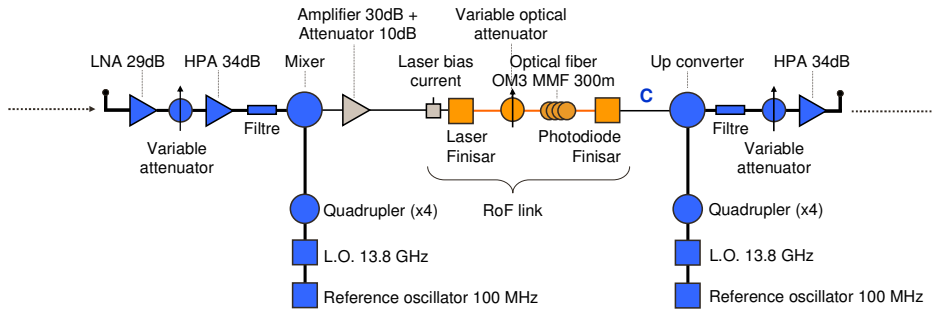 Amplifier 30dB +
Attenuator 10dB
Variable optical
attenuator
LNA 29dB
HPA 34dB
Mixer
Laser bias
current
Optical fiber
OM3 MMF 300m
Up converter
HPA 34dB
C
Filtre
Variable
attenuator
Laser
Finisar
Photodiode
Finisar
Filtre
Variable
attenuator
RoF link
Quadrupler (x4)
L.O. 13.8 GHz
Reference oscillator 100 MHz
Quadrupler (x4)
L.O. 13.8 GHz
Reference oscillator 100 MHz